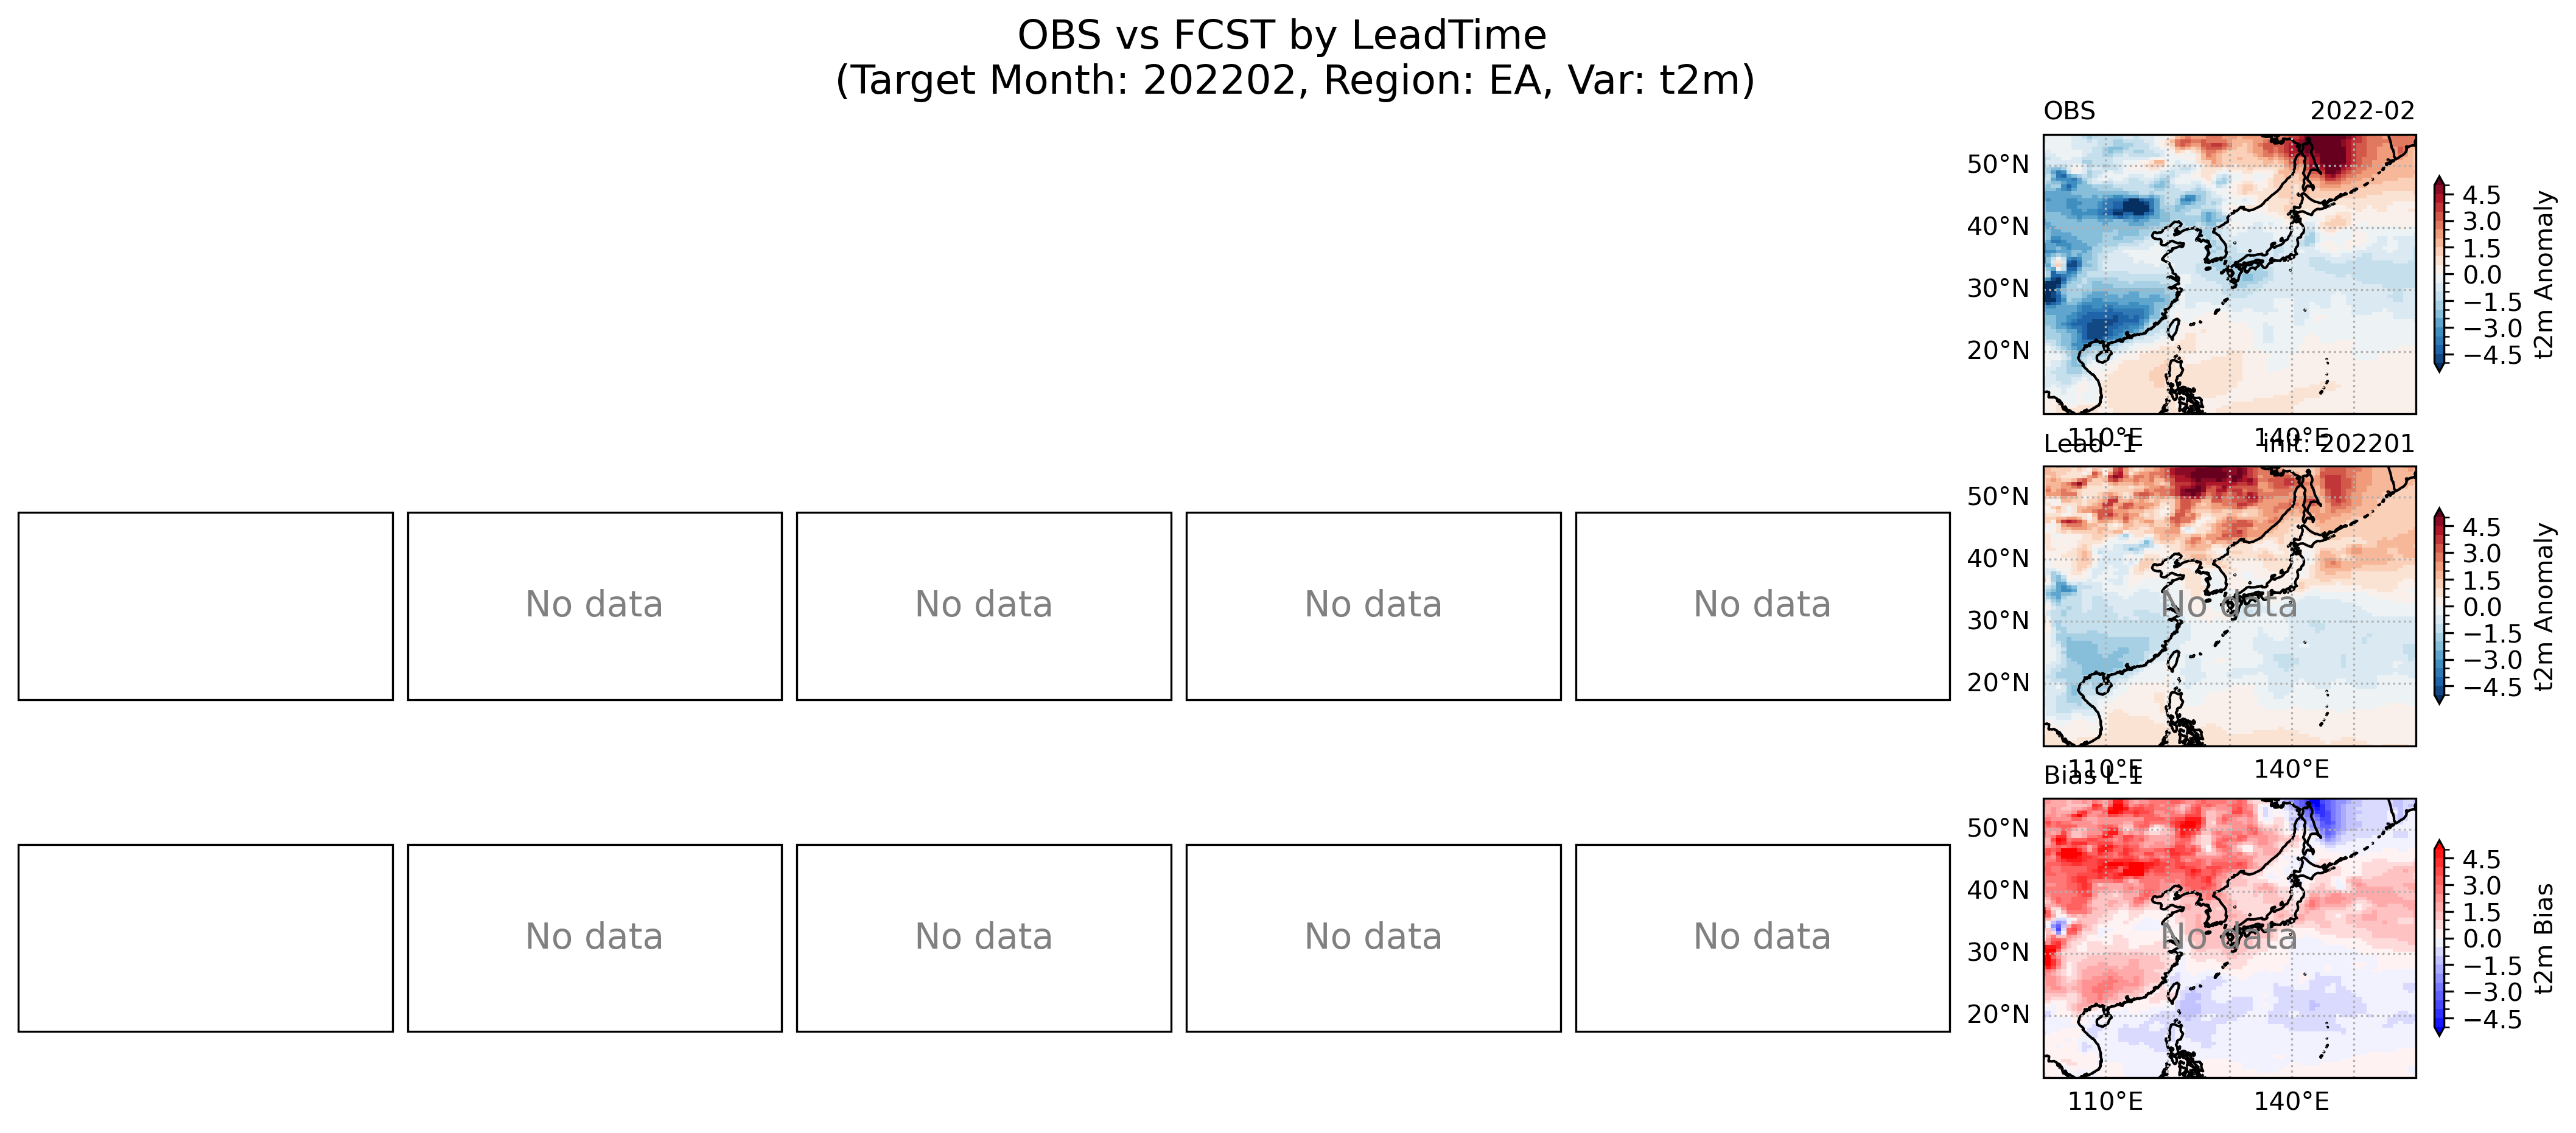 OBS vs FCST by LeadTime
(Target Month: 202202, Region: EA, Var: t2m)
OBS 2022-02
50°N
40°N
30°N
20°N
110°E 140°E
4.5
3.0
1.5
0.0
−1.5
−3.0
−4.5
t2m Anomaly
Lead -1 init: 202201
50°N
40°N
30°N
20°N
110°E 140°E
No data No data No data No data No data
4.5
3.0
1.5
0.0
−1.5
−3.0
−4.5
t2m Anomaly
Bias L-1
50°N
40°N
30°N
20°N
110°E 140°E
No data No data No data No data No data
4.5
3.0
1.5
0.0
−1.5
−3.0
−4.5
t2m Bias